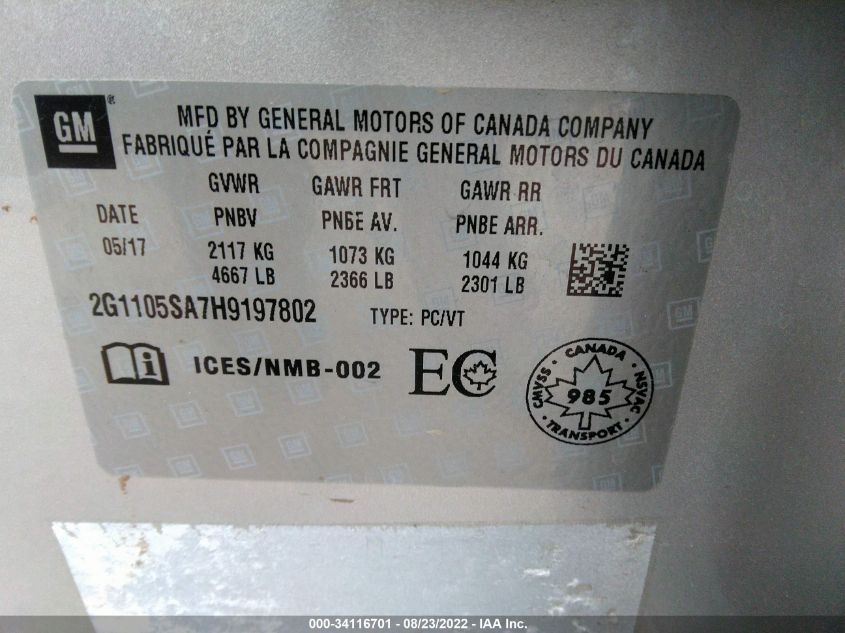 GM®
MFD BY GENERAL MOTORS OF CANADA COMPANY
FABRIQUÉ PAR LA COMPAGNIE GENERAL MOTORS DU CANADA
GVWR GAWR FRT GAWR RR
DATE PNBV PNBE AV. PNBE ARR.
05/17 2117 KG 1073 KG 1044 KG
4667 LB 2366 LB 2301 LB
2G1105SA7H9197802 TYPE: PC/VT
i ICES/NMB-002 EC
CANADA
CMVSS 985 NSVAC
TRANSPORT
000-34116701 - 08/23/2022 - IAA Inc.